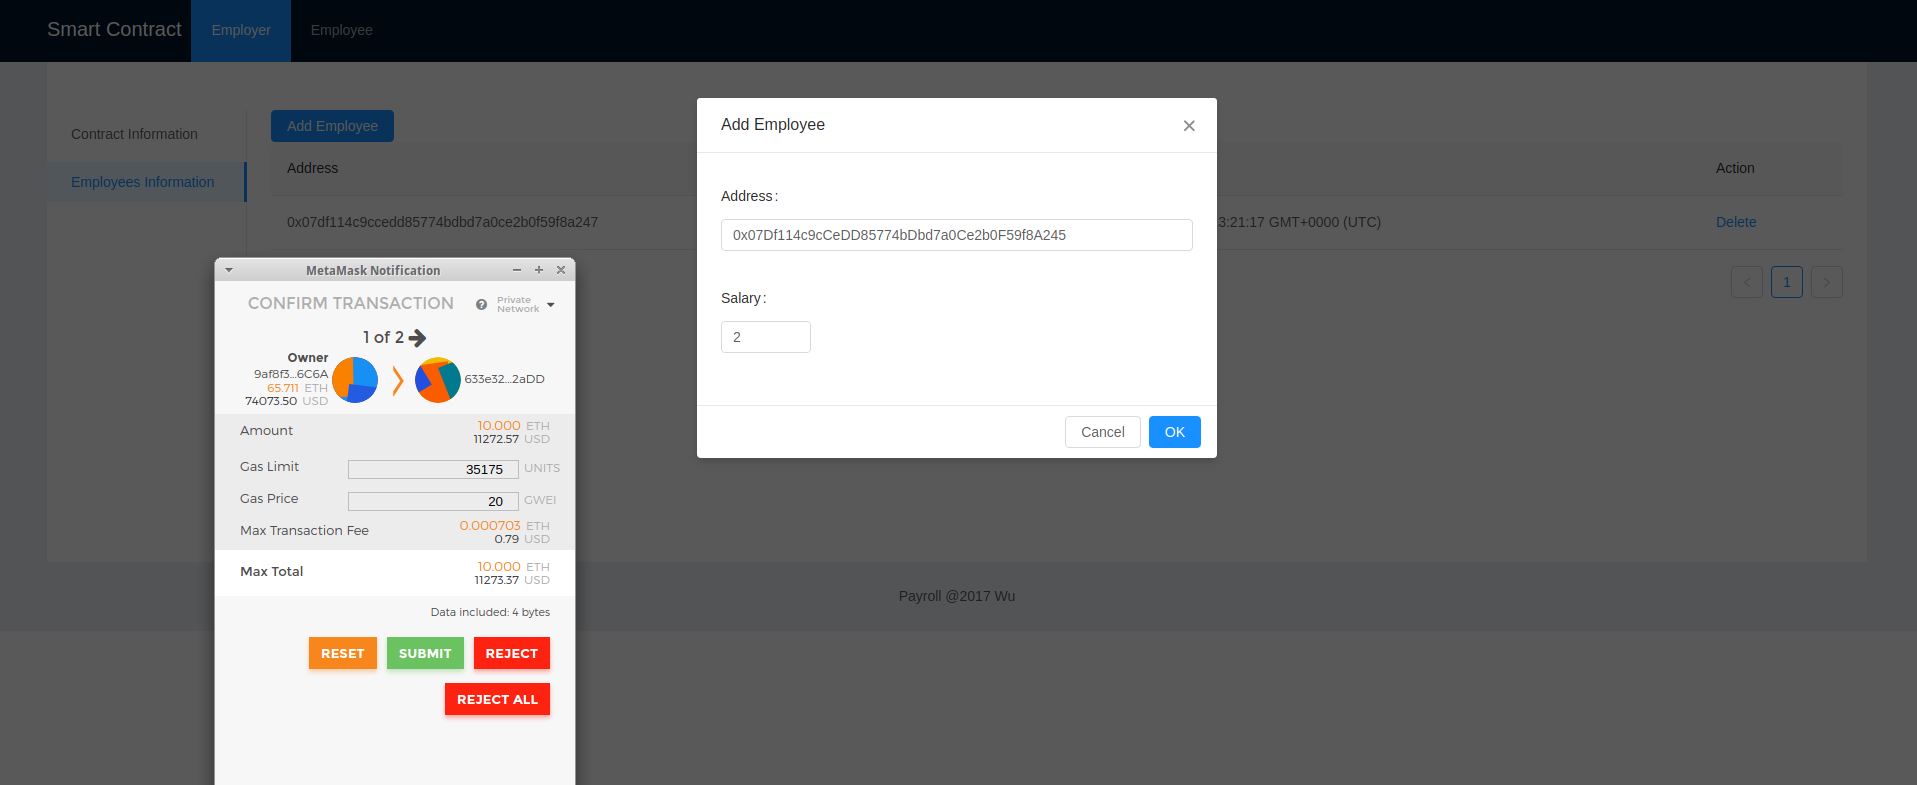 Smart Contract Employer Employee
Contract Information
Employees Information
Add Employee
Address Action
0x07df114c9ccedd85774bdbd7a0ce2b0f59f8a247 3:21:17 GMT+0000 (UTC) Delete
< 1 >
Add Employee ×
Address:
0x07Df114c9cCeDD85774bDbd7a0Ce2b0F59f8A245
Salary:
2
Cancel OK
MetaMask Notification
CONFIRM TRANSACTION ? Private
Network
1 of 2
Owner
9af8f3...6C6A
65.711 ETH
74073.50 USD
633e32...2aDD
Amount 10.000 ETH
11272.57 USD
Gas Limit 35175 UNITS
Gas Price 20 GWEI
Max Transaction Fee 0.000703 ETH
0.79 USD
Max Total 10.000 ETH
11273.37 USD
Data included: 4 bytes
RESET SUBMIT REJECT
REJECT ALL
Payroll @2017 Wu